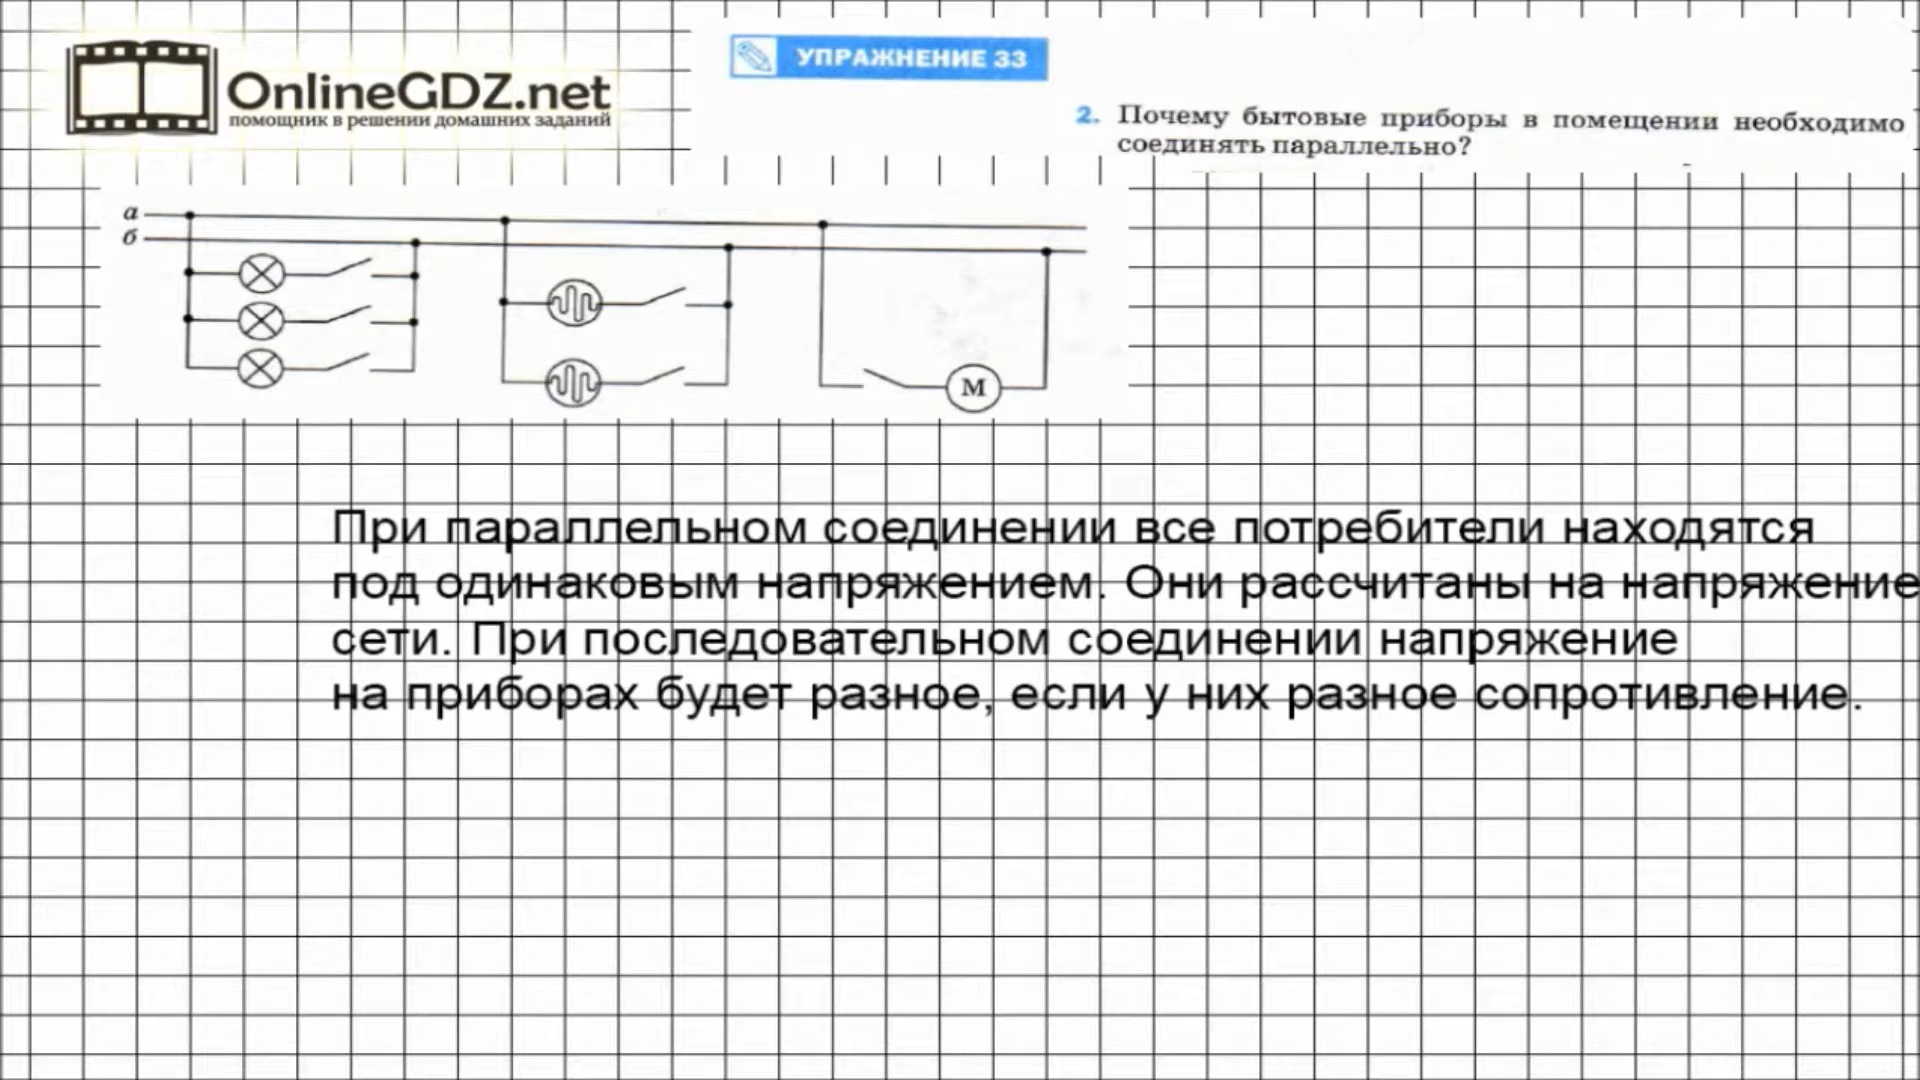 OnlineGDZ.net
помощник в решении домашних заданий
УПРАЖНЕНИЕ 33
2. Почему бытовые приборы в помещении необходимо
соединять параллельно?
а
б
М
При параллельном соединении все потребители находятся
под одинаковым напряжением. Они рассчитаны на напряжение
сети. При последовательном соединении напряжение
на приборах будет разное, если у них разное сопротивление.